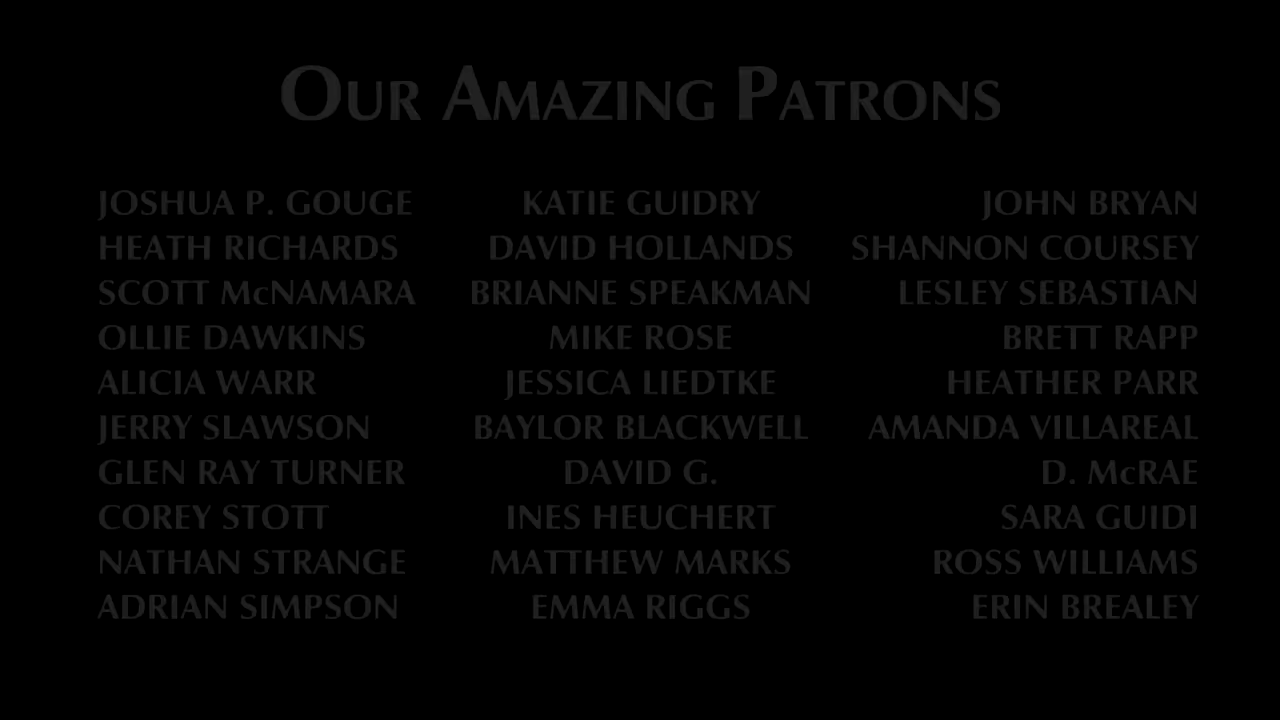 OUR AMAZING PATRONS
JOSHUA P. GOUGE KATIE GUIDRY JOHN BRYAN
HEATH RICHARDS DAVID HOLLANDS SHANNON COURSEY
SCOTT McNAMARA BRIANNE SPEAKMAN LESLEY SEBASTIAN
OLLIE DAWKINS MIKE ROSE BRETT RAPP
ALICIA WARR JESSICA LIEDTKE HEATHER PARR
JERRY SLAWSON BAYLOR BLACKWELL AMANDA VILLAREAL
GLEN RAY TURNER DAVID G. D. McRAE
COREY STOTT INES HEUCHERT SARA GUIDI
NATHAN STRANGE MATTHEW MARKS ROSS WILLIAMS
ADRIAN SIMPSON EMMA RIGGS ERIN BREALEY